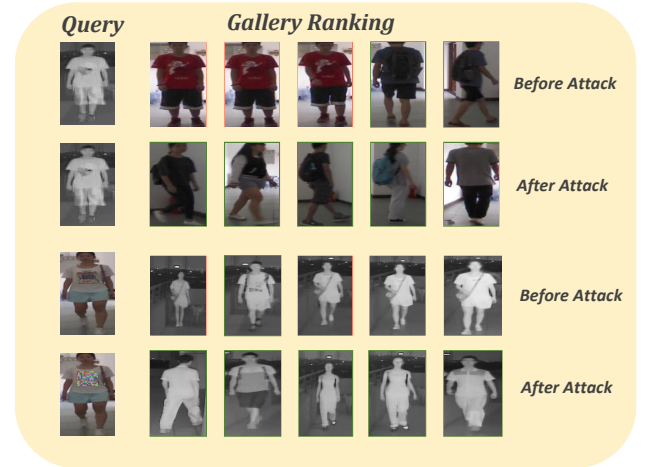 Query
Gallery Ranking
Before Attack
After Attack
Before Attack
After Attack